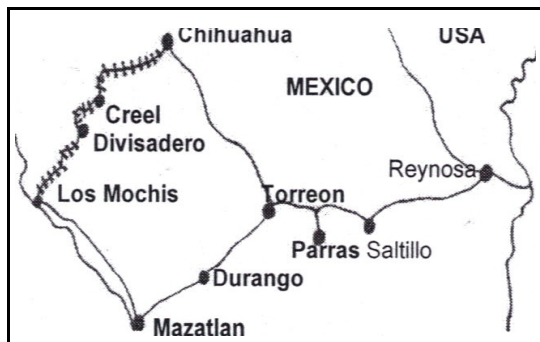 Chihuahua
USA
MEXICO
Creel
Divisadero
Reynosa
Los Mochis
Torreon
Parras Saltillo
Durango
Mazatlan